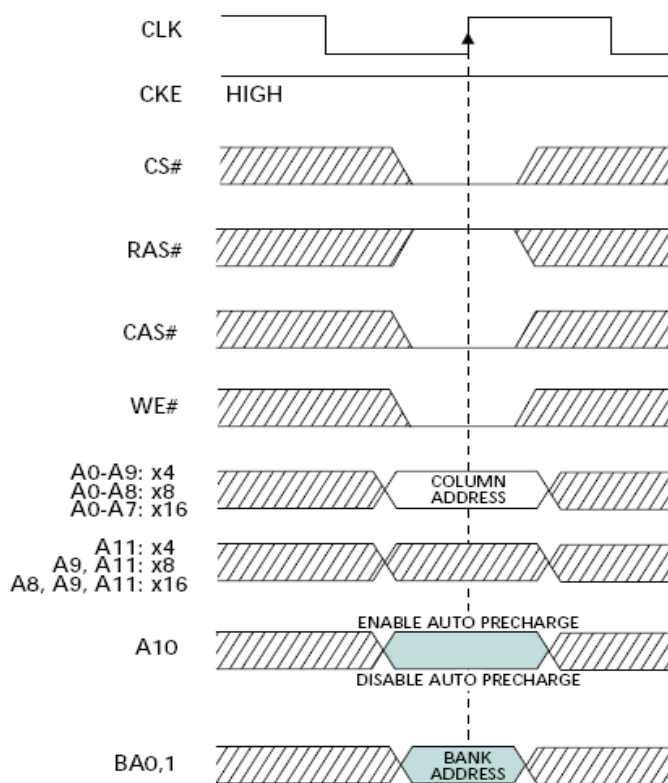 CLK
CKE HIGH
CS#
RAS#
CAS#
WE#
A0-A9: x4
A0-A8: x8
A0-A7: x16
COLUMN
ADDRESS
A11: x4
A9, A11: x8
A8, A9, A11: x16
ENABLE AUTO PRECHARGE
A10
DISABLE AUTO PRECHARGE
BA0,1
BANK
ADDRESS